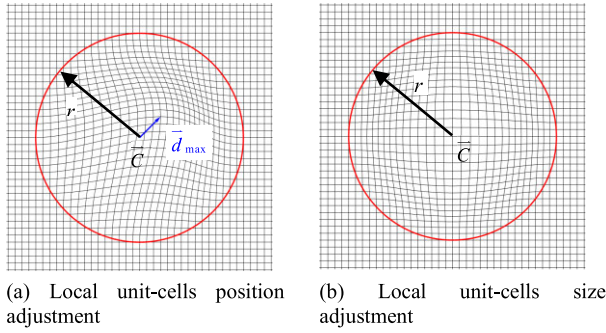 r
C
d max
(a) Local unit-cells position
adjustment
r
C
(b) Local unit-cells size
adjustment